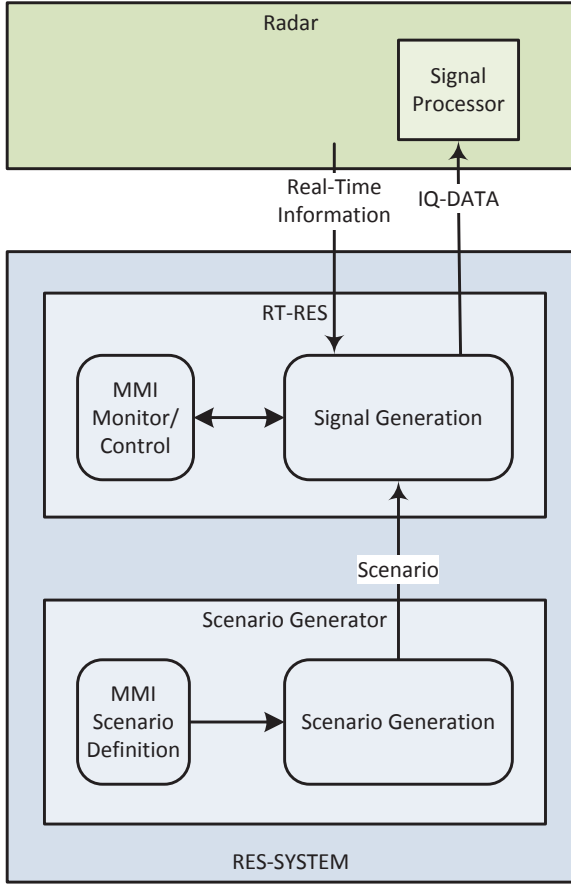 Radar
Signal
Processor
Real-Time
Information
IQ-DATA
RT-RES
MMI
Monitor/
Control
Signal Generation
Scenario
Scenario Generator
MMI
Scenario
Definition
Scenario Generation
RES-SYSTEM